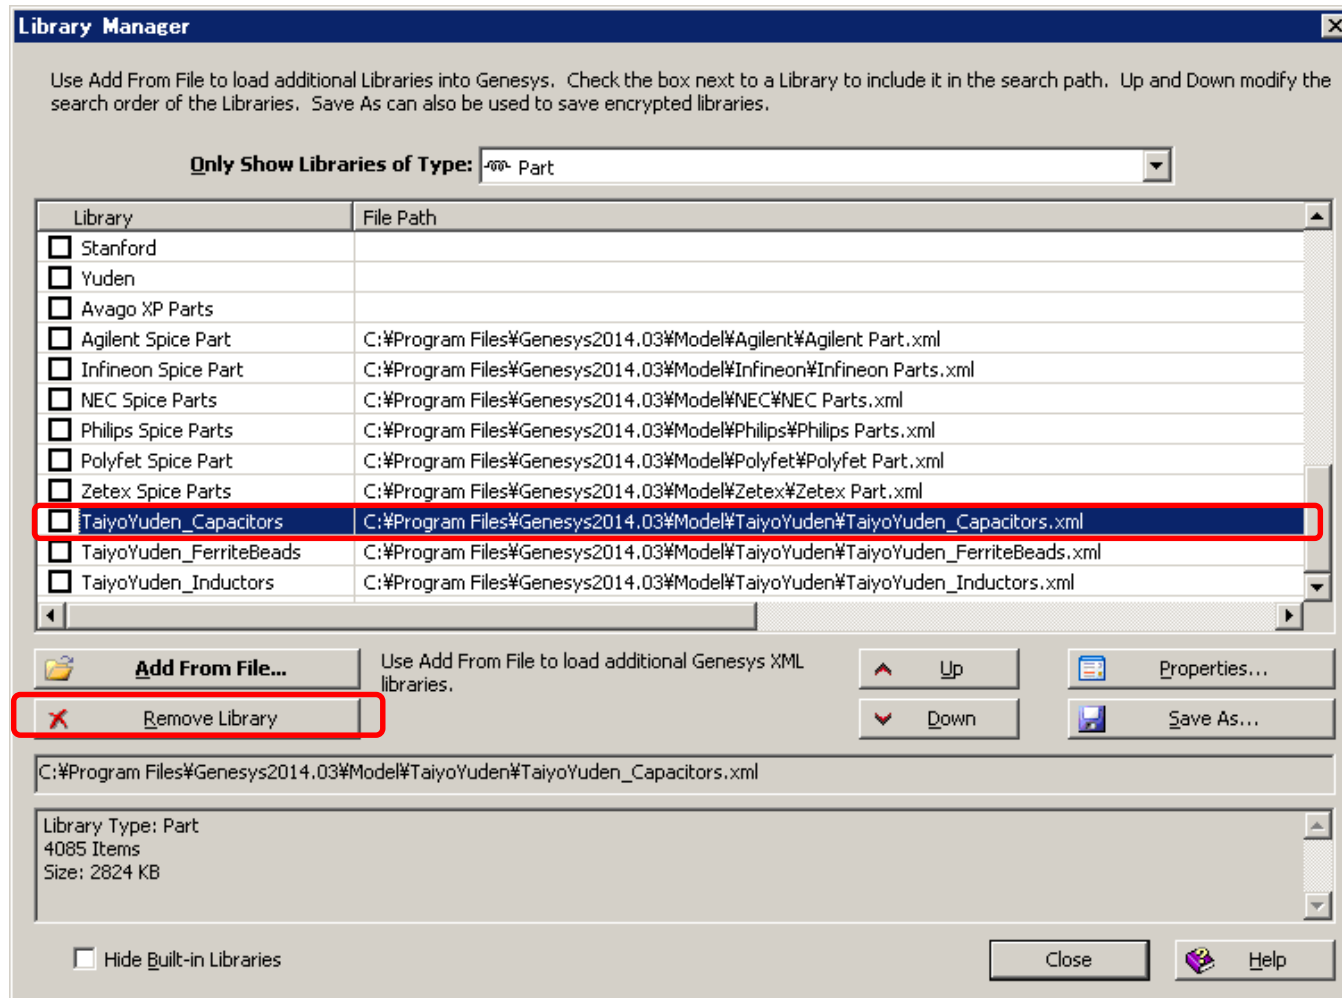 Library Manager
Use Add From File to load additional Libraries into Genesys.  Check the box next to a Library to include it in the search path.  Up and Down modify the
search order of the Libraries.  Save As can also be used to save encrypted libraries.
Only Show Libraries of Type: Part
Library File Path
Stanford
Yuden
Avago XP Parts
Agilent Spice Part C:¥Program Files¥Genesys2014.03¥Model¥Agilent¥Agilent Part.xml
Infineon Spice Part C:¥Program Files¥Genesys2014.03¥Model¥Infineon¥Infineon Parts.xml
NEC Spice Parts C:¥Program Files¥Genesys2014.03¥Model¥NEC¥NEC Parts.xml
Philips Spice Parts C:¥Program Files¥Genesys2014.03¥Model¥Philips¥Philips Parts.xml
Polyfet Spice Part C:¥Program Files¥Genesys2014.03¥Model¥Polyfet¥Polyfet Part.xml
Zetex Spice Parts C:¥Program Files¥Genesys2014.03¥Model¥Zetex¥Zetex Part.xml
TaiyoYuden_Capacitors C:¥Program Files¥Genesys2014.03¥Model¥TaiyoYuden¥TaiyoYuden_Capacitors.xml
TaiyoYuden_FerriteBeads C:¥Program Files¥Genesys2014.03¥Model¥TaiyoYuden¥TaiyoYuden_FerriteBeads.xml
TaiyoYuden_Inductors C:¥Program Files¥Genesys2014.03¥Model¥TaiyoYuden¥TaiyoYuden_Inductors.xml
Add From File... Use Add From File to load additional Genesys XML
libraries.
Up Properties...
Remove Library Down Save As...
C:¥Program Files¥Genesys2014.03¥Model¥TaiyoYuden¥TaiyoYuden_Capacitors.xml
Library Type: Part
4085 Items
Size: 2824 KB
Hide Built-in Libraries Close Help